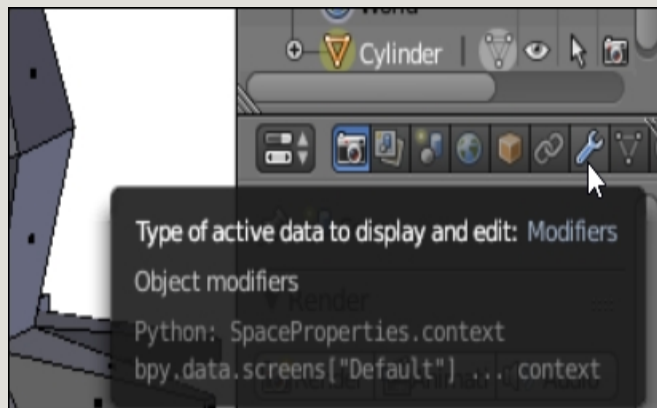 World
Cylinder
Type of active data to display and edit: Modifiers
Object modifiers
Render
Python: SpaceProperties.context
bpy.data.screens["Default"] ... context